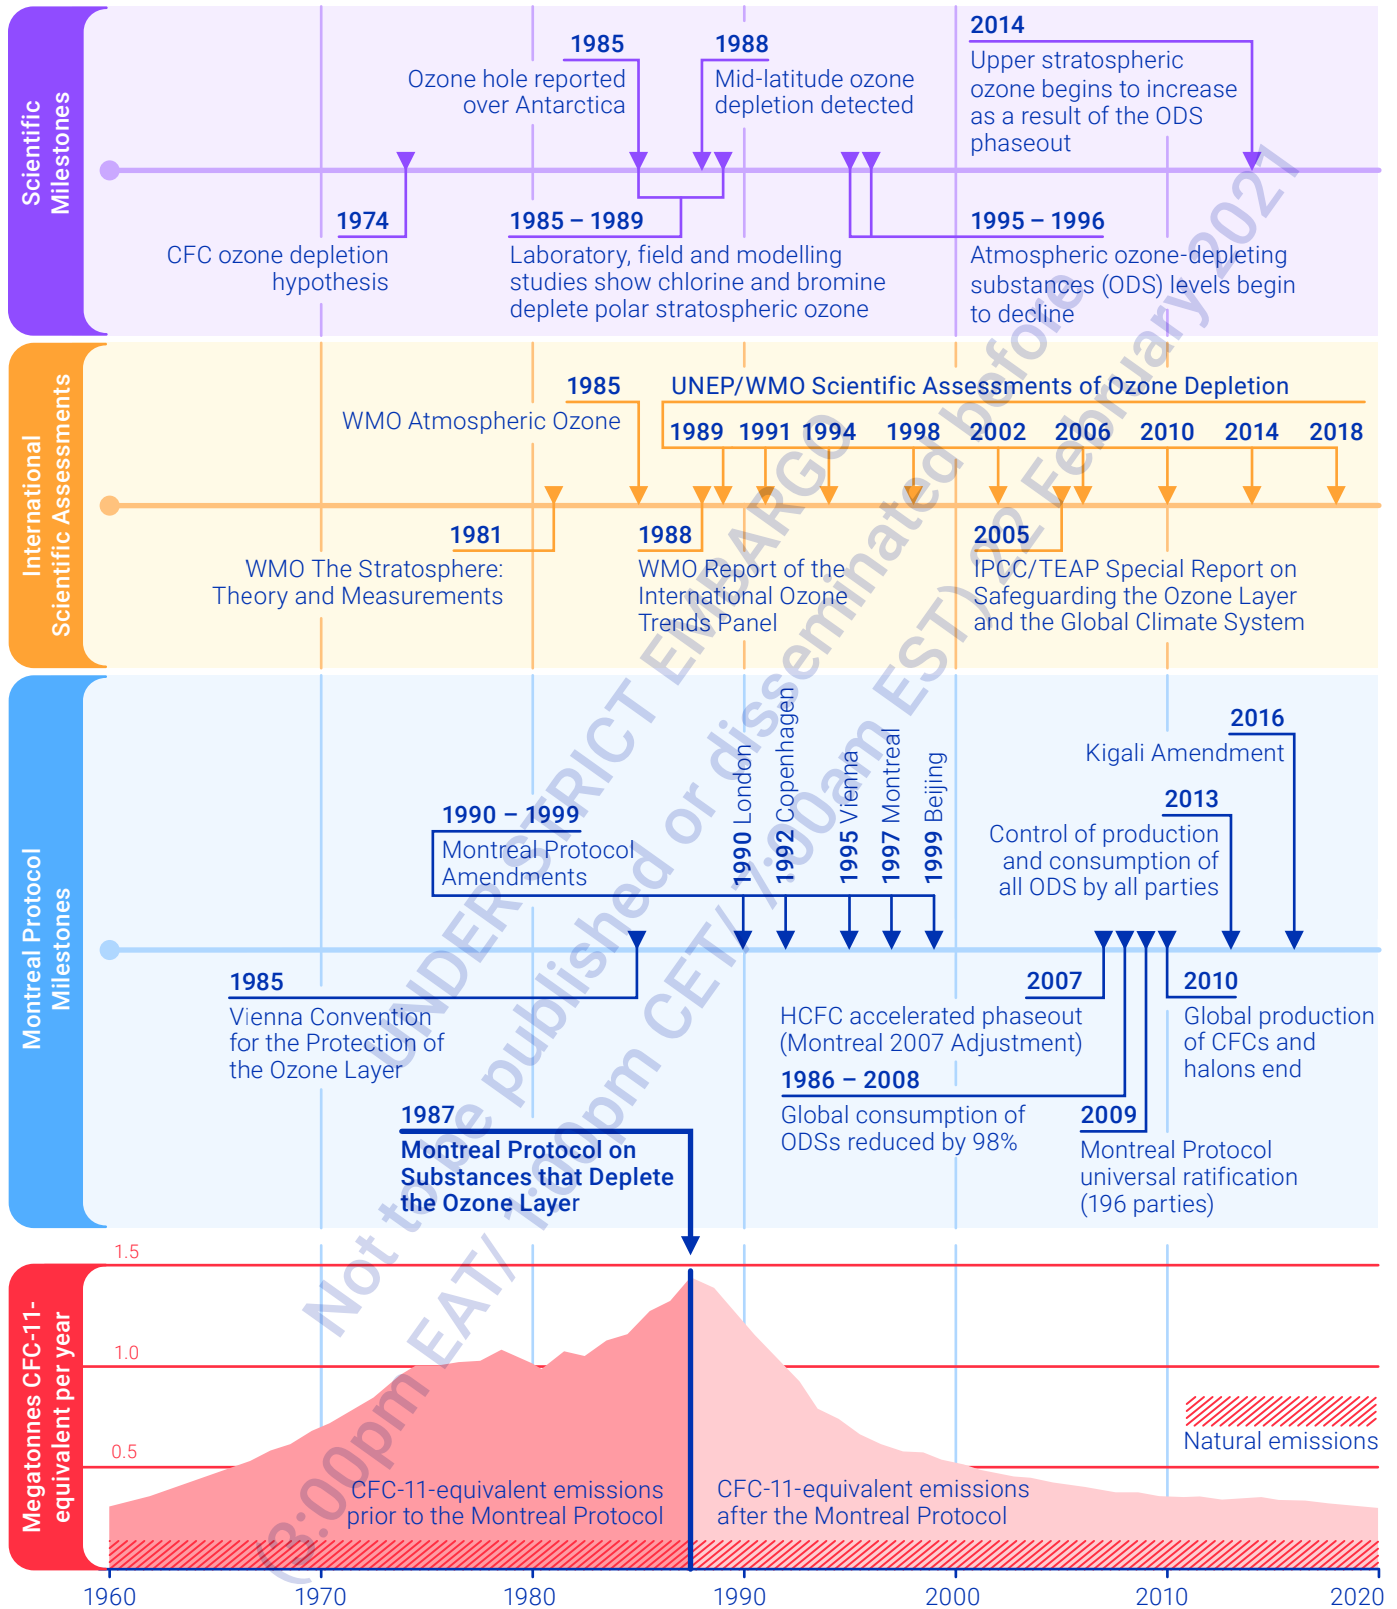 Scientific
Milestones
1985
Ozone hole reported
over Antarctica
1988
Mid-latitude ozone
depletion detected
2014
Upper stratospheric
ozone begins to increase
as a result of the ODS
phaseout
1974
CFC ozone depletion
hypothesis
1985 – 1989
Laboratory, field and modelling
studies show chlorine and bromine
deplete polar stratospheric ozone
1995 – 1996
Atmospheric ozone-depleting
substances (ODS) levels begin
to decline
International
Scientific Assessments
1985
WMO Atmospheric Ozone
UNEP/WMO Scientific Assessments of Ozone Depletion
1989 1991 1994 1998 2002 2006 2010 2014 2018
1981
WMO The Stratosphere:
Theory and Measurements
1988
WMO Report of the
International Ozone
Trends Panel
2005
IPCC/TEAP Special Report on
Safeguarding the Ozone Layer
and the Global Climate System
Montreal Protocol
Milestones
1990 – 1999
Montreal Protocol
Amendments
1990 London
1992 Copenhagen
1995 Vienna
1997 Montreal
1999 Beijing
2016
Kigali Amendment
2013
Control of production
and consumption of
all ODS by all parties
1985
Vienna Convention
for the Protection of
the Ozone Layer
1987
Montreal Protocol on
Substances that Deplete
the Ozone Layer
2007
HCFC accelerated phaseout
(Montreal 2007 Adjustment)
1986 – 2008
Global consumption of
ODSs reduced by 98%
2009
Montreal Protocol
universal ratification
(196 parties)
2010
Global production
of CFCs and
halons end
Megatonnes CFC-11-
equivalent per year
1.5
1.0
0.5
CFC-11-equivalent emissions
prior to the Montreal Protocol
CFC-11-equivalent emissions
after the Montreal Protocol
Natural emissions
1960 1970 1980 1990 2000 2010 2020
UNDER STRICT EMBARGO
Not to be published or disseminated before
(3:00pm EAT/ 1:00pm CET/ 7:00am EST) 22 February 2021